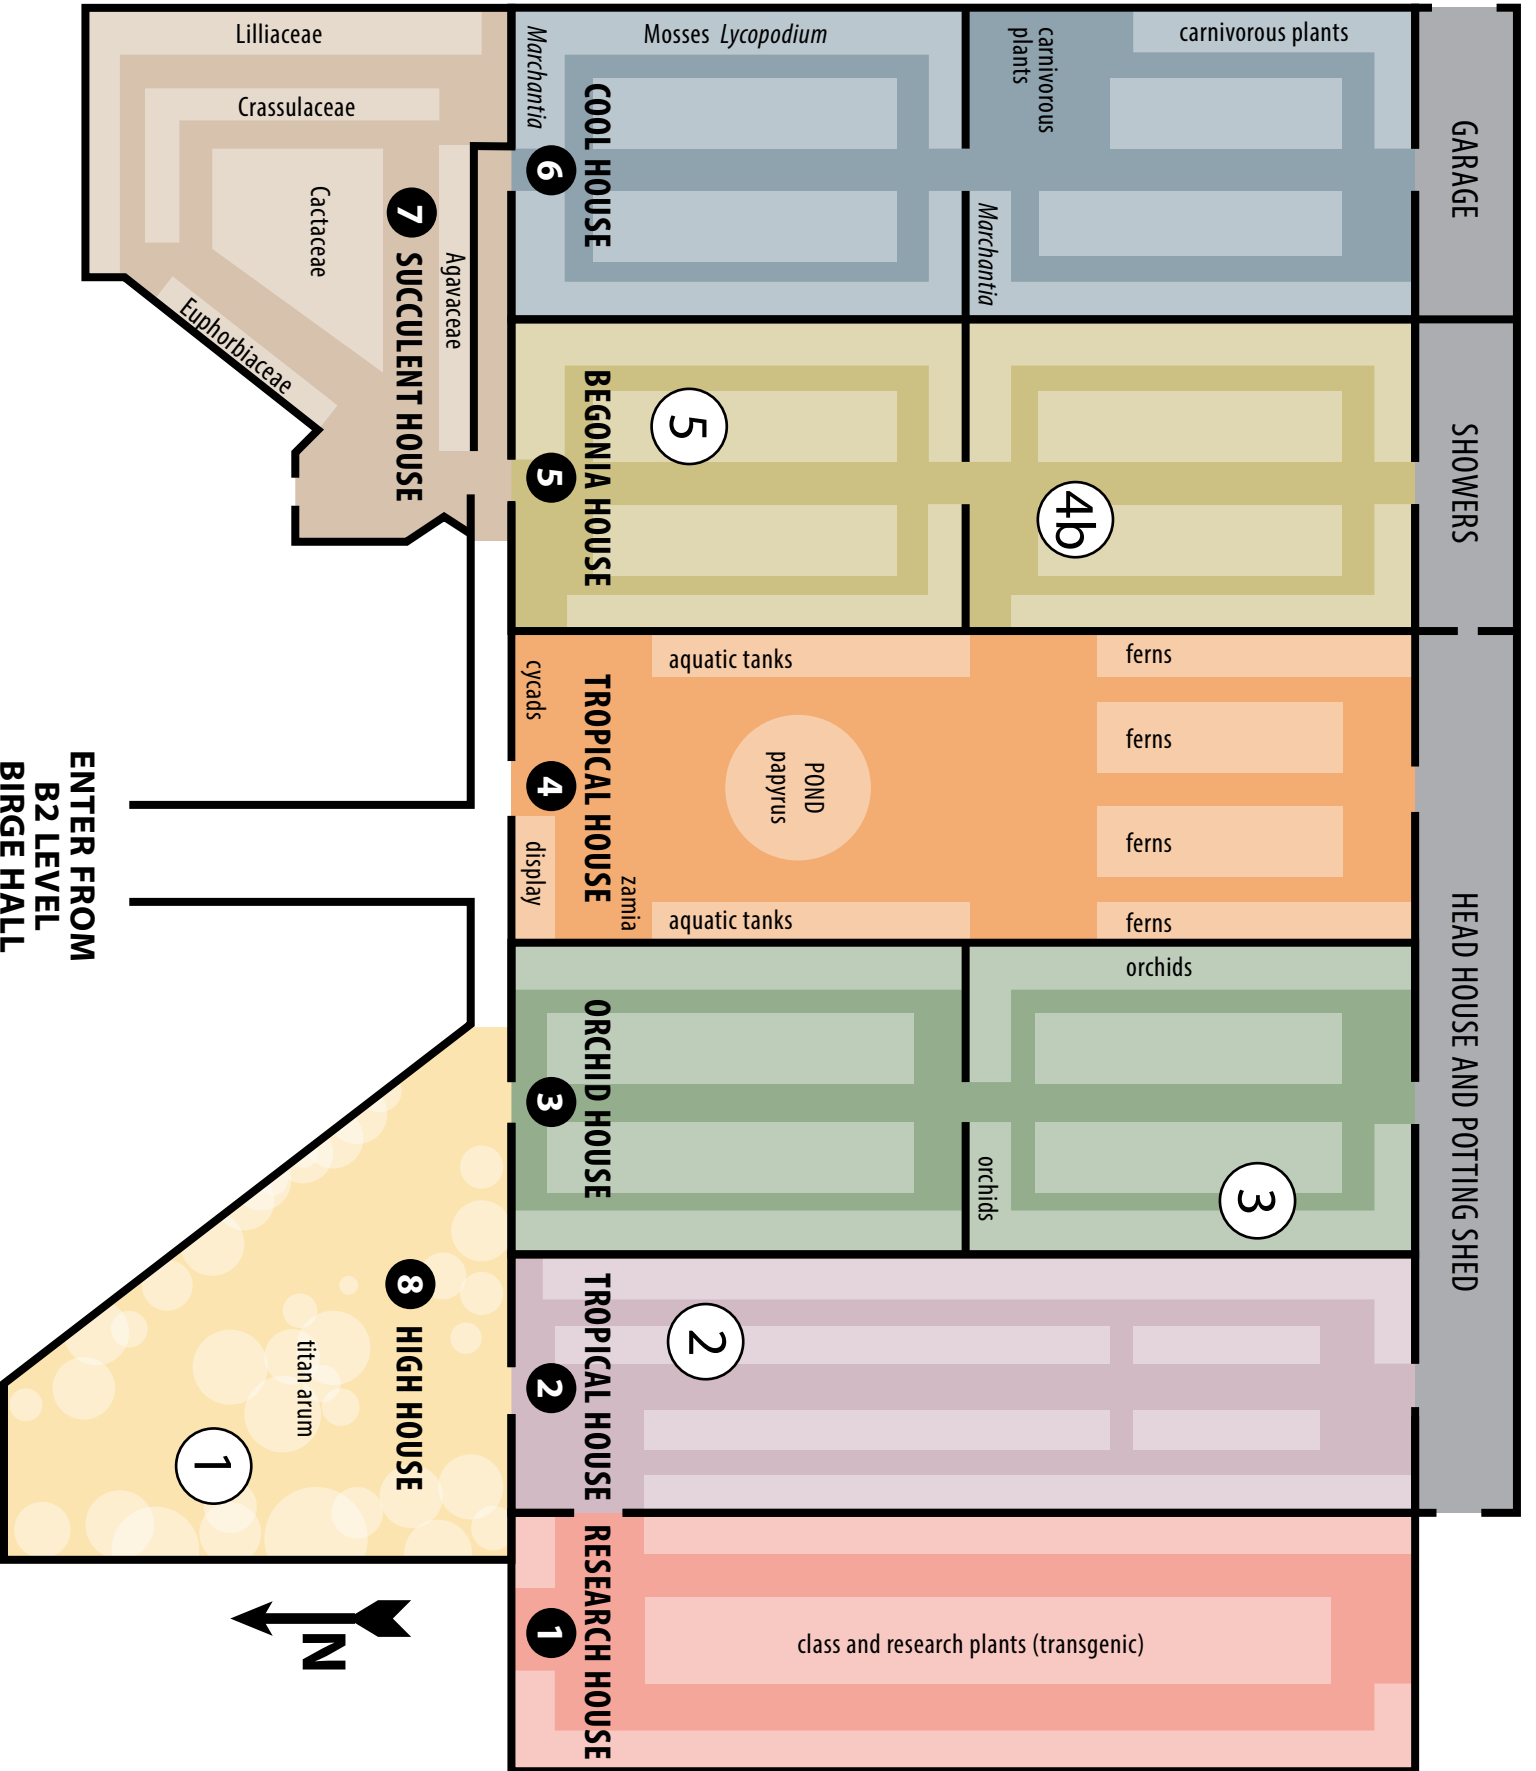 GARAGE
SHOWERS
HEAD HOUSE AND POTTING SHED
carnivorous plants
carnivorous
plants
Marchantia
Mosses Lycopodium
Marchantia
COOL HOUSE
6
4b
5
BEGONIA HOUSE
5
ferns
ferns
ferns
ferns
aquatic tanks
POND
papyrus
aquatic tanks
zamia
TROPICAL HOUSE
4
cycads
display
orchids
3
orchids
ORCHID HOUSE
3
2
TROPICAL HOUSE
2
class and research plants (transgenic)
RESEARCH HOUSE
1
Lilliaceae
Crassulaceae
Cactaceae
Agavaceae
Euphorbiaceae
7 SUCCULENT HOUSE
8 HIGH HOUSE
titan arum
1
N
ENTER FROM
B2 LEVEL
BIRGE HALL